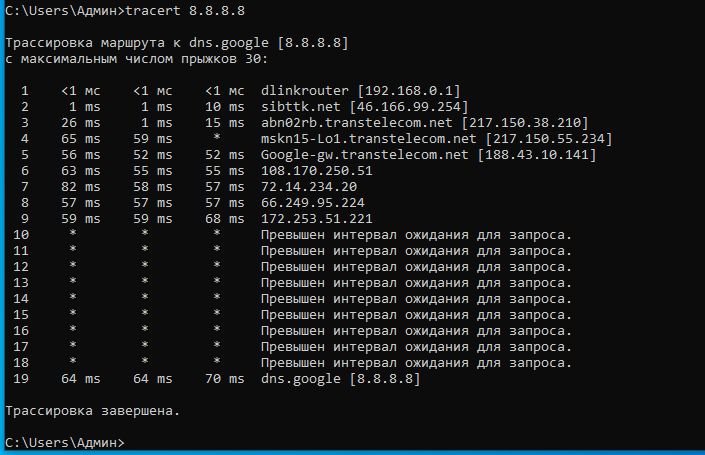 C:\Users\Админ>tracert 8.8.8.8
Трассировка маршрута к dns.google [8.8.8.8]
с максимальным числом прыжков 30:
1 <1 мс <1 мс <1 мс dlinkrouter [192.168.0.1]
2 1 ms 1 ms 10 ms sibttk.net [46.166.99.254]
3 26 ms 1 ms 15 ms abn02rb.transtelecom.net [217.150.38.210]
4 65 ms 59 ms * mskn15-Lo1.transtelecom.net [217.150.55.234]
5 56 ms 52 ms 52 ms Google-gw.transtelecom.net [188.43.10.141]
6 63 ms 55 ms 55 ms 108.170.250.51
7 82 ms 58 ms 57 ms 72.14.234.20
8 57 ms 57 ms 57 ms 66.249.95.224
9 59 ms 59 ms 68 ms 172.253.51.221
10 * * * Превышен интервал ожидания для запроса.
11 * * * Превышен интервал ожидания для запроса.
12 * * * Превышен интервал ожидания для запроса.
13 * * * Превышен интервал ожидания для запроса.
14 * * * Превышен интервал ожидания для запроса.
15 * * * Превышен интервал ожидания для запроса.
16 * * * Превышен интервал ожидания для запроса.
17 * * * Превышен интервал ожидания для запроса.
18 * * * Превышен интервал ожидания для запроса.
19 64 ms 64 ms 70 ms dns.google [8.8.8.8]
Трассировка завершена.
C:\Users\Админ>